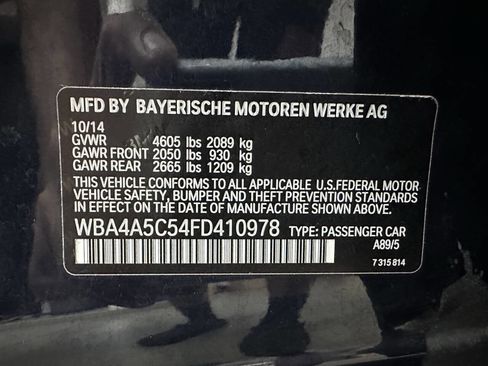 MFD BY BAYERISCHE MOTOREN WERKE AG
10/14
GVWR 4605 lbs 2089 kg
GAWR FRONT 2050 lbs 930 kg
GAWR REAR 2665 lbs 1209 kg
THIS VEHICLE CONFORMS TO ALL APPLICABLE U.S.FEDERAL MOTOR
VEHICLE SAFETY, BUMPER AND THEFT PREVENTION STANDARDS
IN EFFECT ON THE DATE OF MANUFACTURE SHOWN ABOVE.
WBA4A5C54FD410978 TYPE: PASSENGER CAR
A89/5
7 315 814